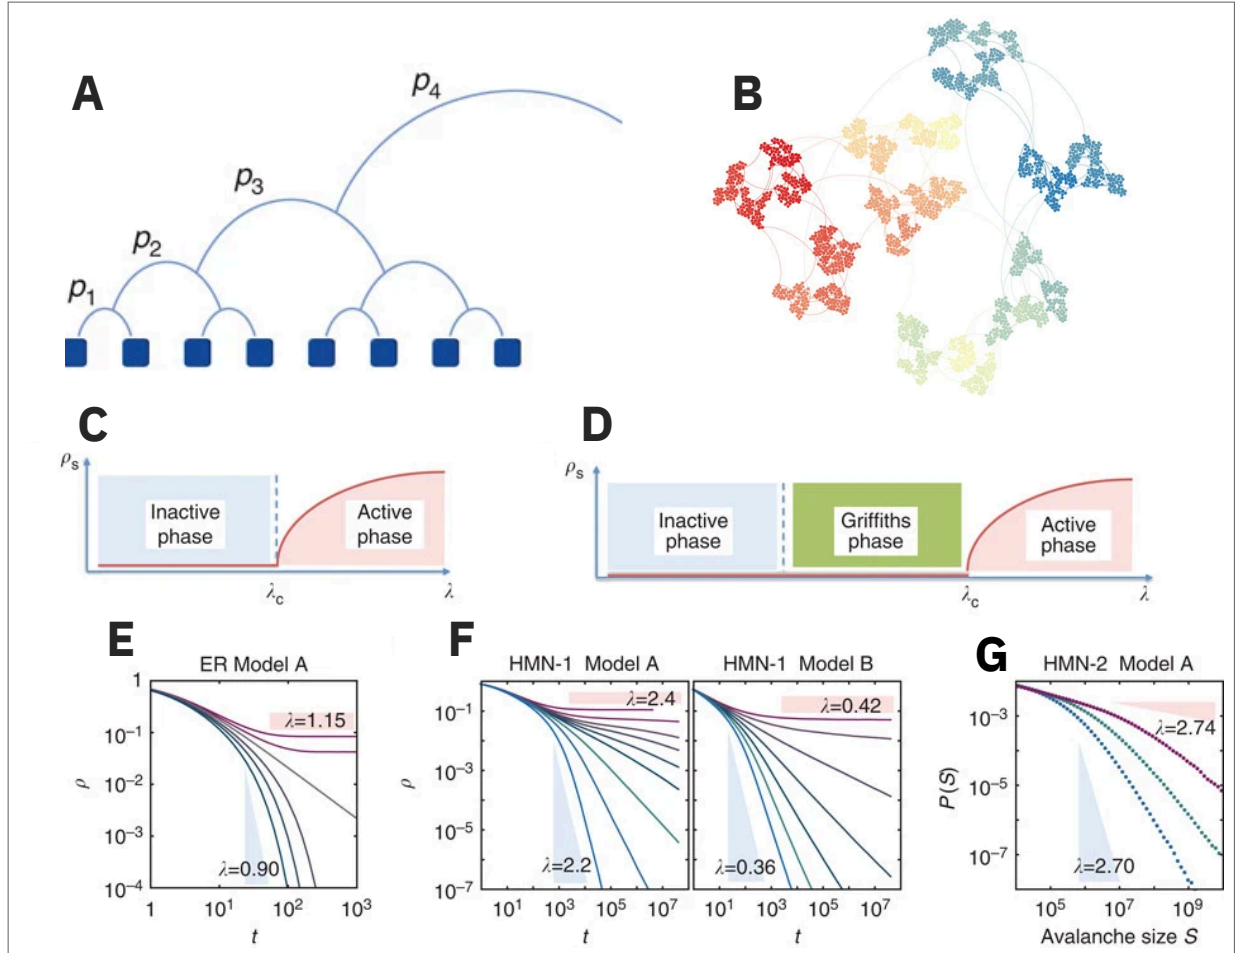 A
p₄
B
p₃
p₂
p₁
C
D
ρₛ
Inactive
phase
Active
phase
λc
λ
ρₛ
Inactive
phase
Griffiths
phase
Active
phase
λc
λ
E
ER Model A
1
10⁻¹
10⁻²
10⁻³
10⁻⁴
ρ
λ=1.15
λ=0.90
1
10¹
10²
10³
t
F
HMN-1 Model A
10⁻¹
10⁻³
10⁻⁵
10⁻⁷
ρ
λ=2.4
λ=2.2
10¹
10³
10⁵
10⁷
t
HMN-1 Model B
λ=0.42
λ=0.36
10¹
10³
10⁵
10⁷
t
G
HMN-2 Model A
10⁻³
10⁻⁵
10⁻⁷
P(S)
λ=2.74
λ=2.70
10⁵
10⁷
10⁹
Avalanche size S